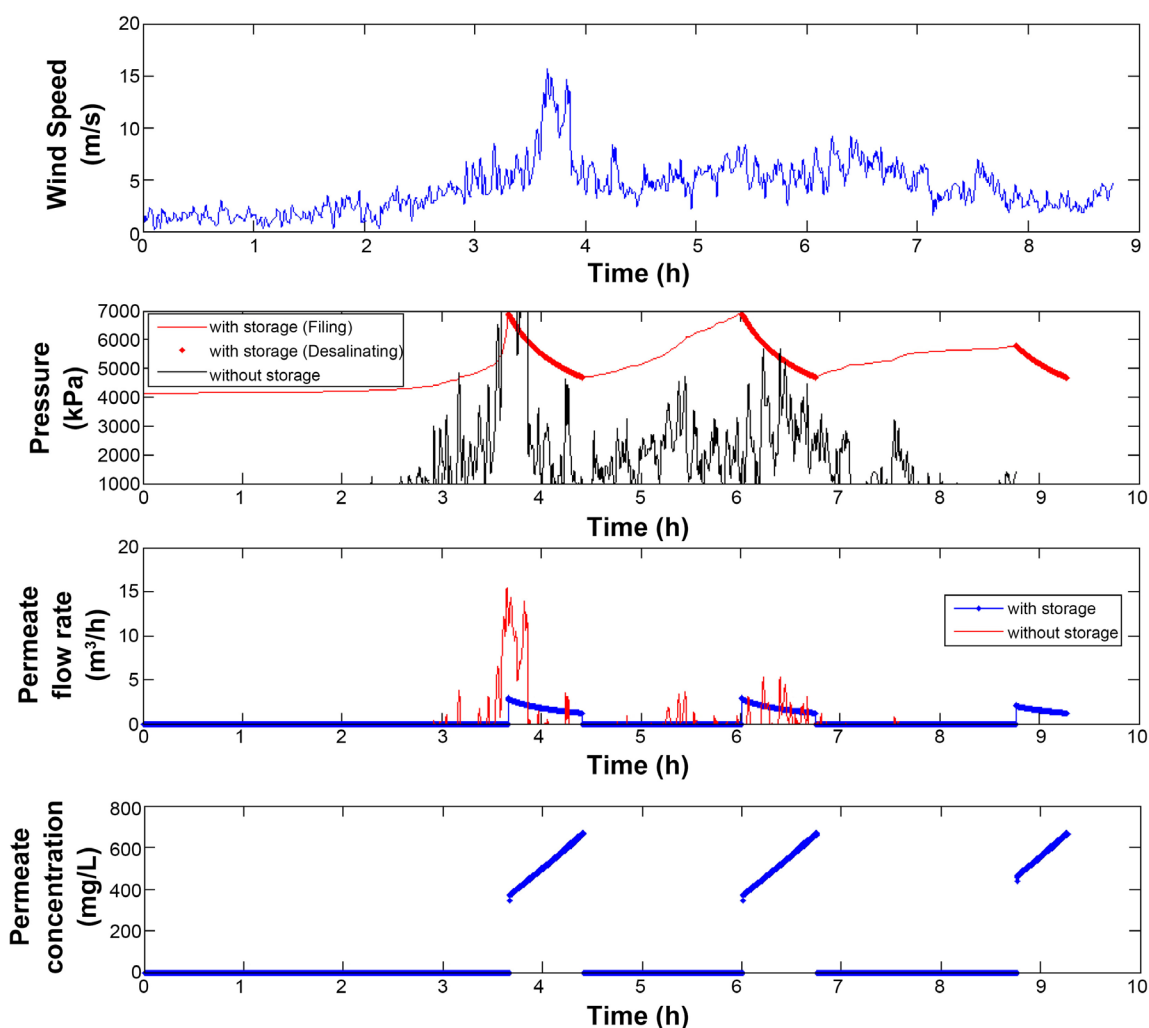 Wind Speed
(m/s)
20
15
10
5
0
0 1 2 3 4 5 6 7 8 9
Time (h)
Pressure
(kPa)
7000
6000
5000
4000
3000
2000
1000
with storage (Filing)
with storage (Desalinating)
without storage
0 1 2 3 4 5 6 7 8 9 10
Time (h)
Permeate
flow rate
(m³/h)
20
15
10
5
0
with storage
without storage
0 1 2 3 4 5 6 7 8 9 10
Time (h)
Permeate
concentration
(mg/L)
800
600
400
200
0
0 1 2 3 4 5 6 7 8 9 10
Time (h)